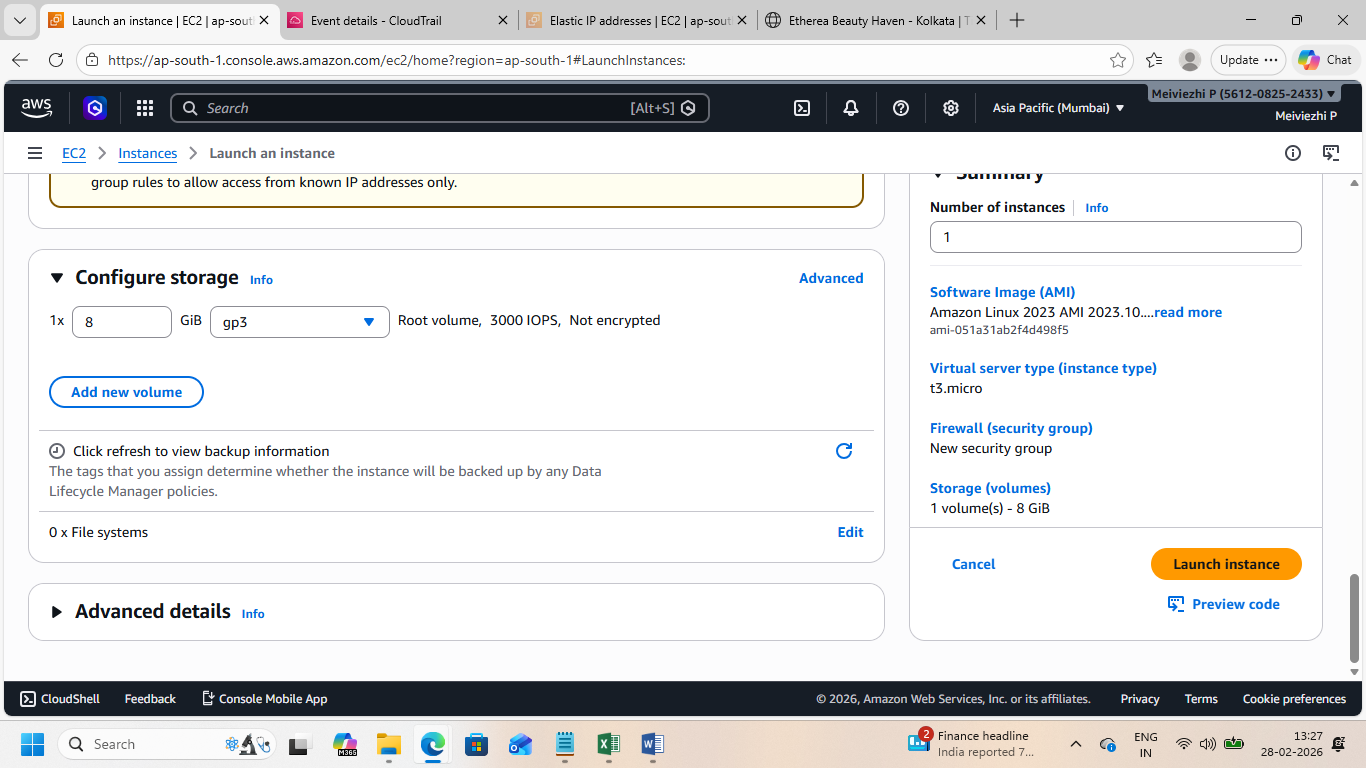 Launch an instance | EC2 | ap-sout
Event details - CloudTrail
Elastic IP addresses | EC2 | ap-sout
Etherea Beauty Haven - Kolkata | T
https://ap-south-1.console.aws.amazon.com/ec2/home?region=ap-south-1#LaunchInstances:
Update
Chat
aws
Search
[Alt+S]
Asia Pacific (Mumbai)
Meiviezhi P (5612-0825-2433)
Meiviezhi P
EC2
Instances
Launch an instance
group rules to allow access from known IP addresses only.
Configure storage
Info
Advanced
1x
8
GiB
gp3
Root volume, 3000 IOPS, Not encrypted
Add new volume
Click refresh to view backup information
The tags that you assign determine whether the instance will be backed up by any Data
Lifecycle Manager policies.
0 x File systems
Edit
Advanced details
Info
Summary
Number of instances
Info
1
Software Image (AMI)
Amazon Linux 2023 AMI 2023.10....read more
ami-051a31ab2f4d498f5
Virtual server type (instance type)
t3.micro
Firewall (security group)
New security group
Storage (volumes)
1 volume(s) - 8 GiB
Cancel
Launch instance
Preview code
CloudShell
Feedback
Console Mobile App
© 2026, Amazon Web Services, Inc. or its affiliates.
Privacy
Terms
Cookie preferences
Search
M365
2
Finance headline
India reported 7...
ENG
IN
13:27
28-02-2026